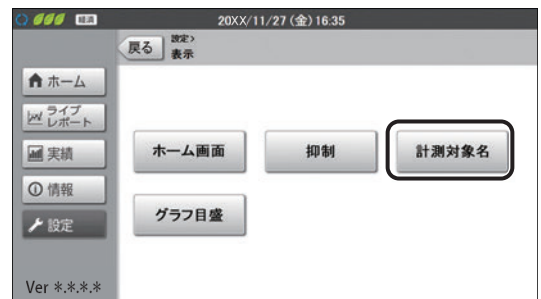 経済
20XX/11/27 (金) 16:35
戻る
設定>
表示
ホーム
ライブ
レポート
実績
情報
設定
ホーム画面
抑制
計測対象名
グラフ目盛
Ver *.*.*.*